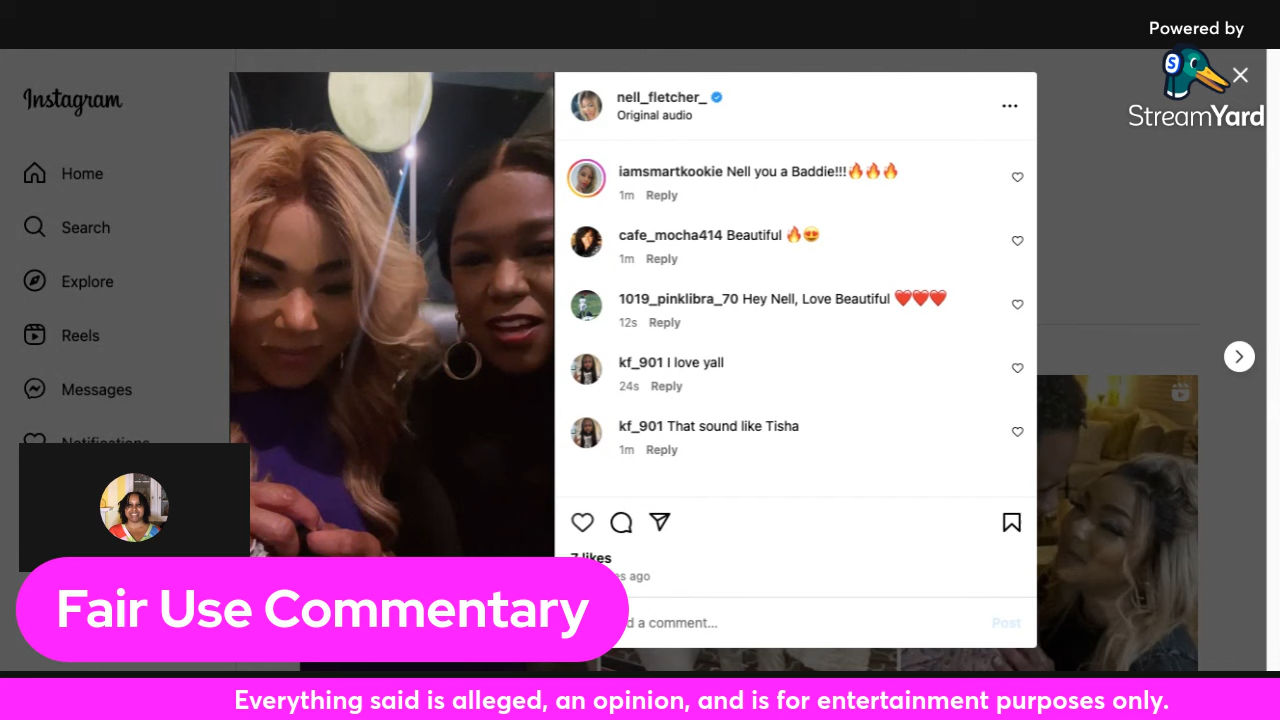 Powered by
StreamYard
Instagram
Home
Search
Explore
Reels
Messages
Notifications
nell_fletcher_
Original audio
iamsmartkookie Nell you a Baddie!!!🔥🔥🔥
1m Reply
cafe_mocha414 Beautiful 🔥😍
1m Reply
1019_pinklibra_70 Hey Nell, Love Beautiful ❤️❤️❤️
12s Reply
kf_901 I love yall
24s Reply
kf_901 That sound like Tisha
1m Reply
7 likes
ago
a comment...
Post
Fair Use Commentary
Everything said is alleged, an opinion, and is for entertainment purposes only.